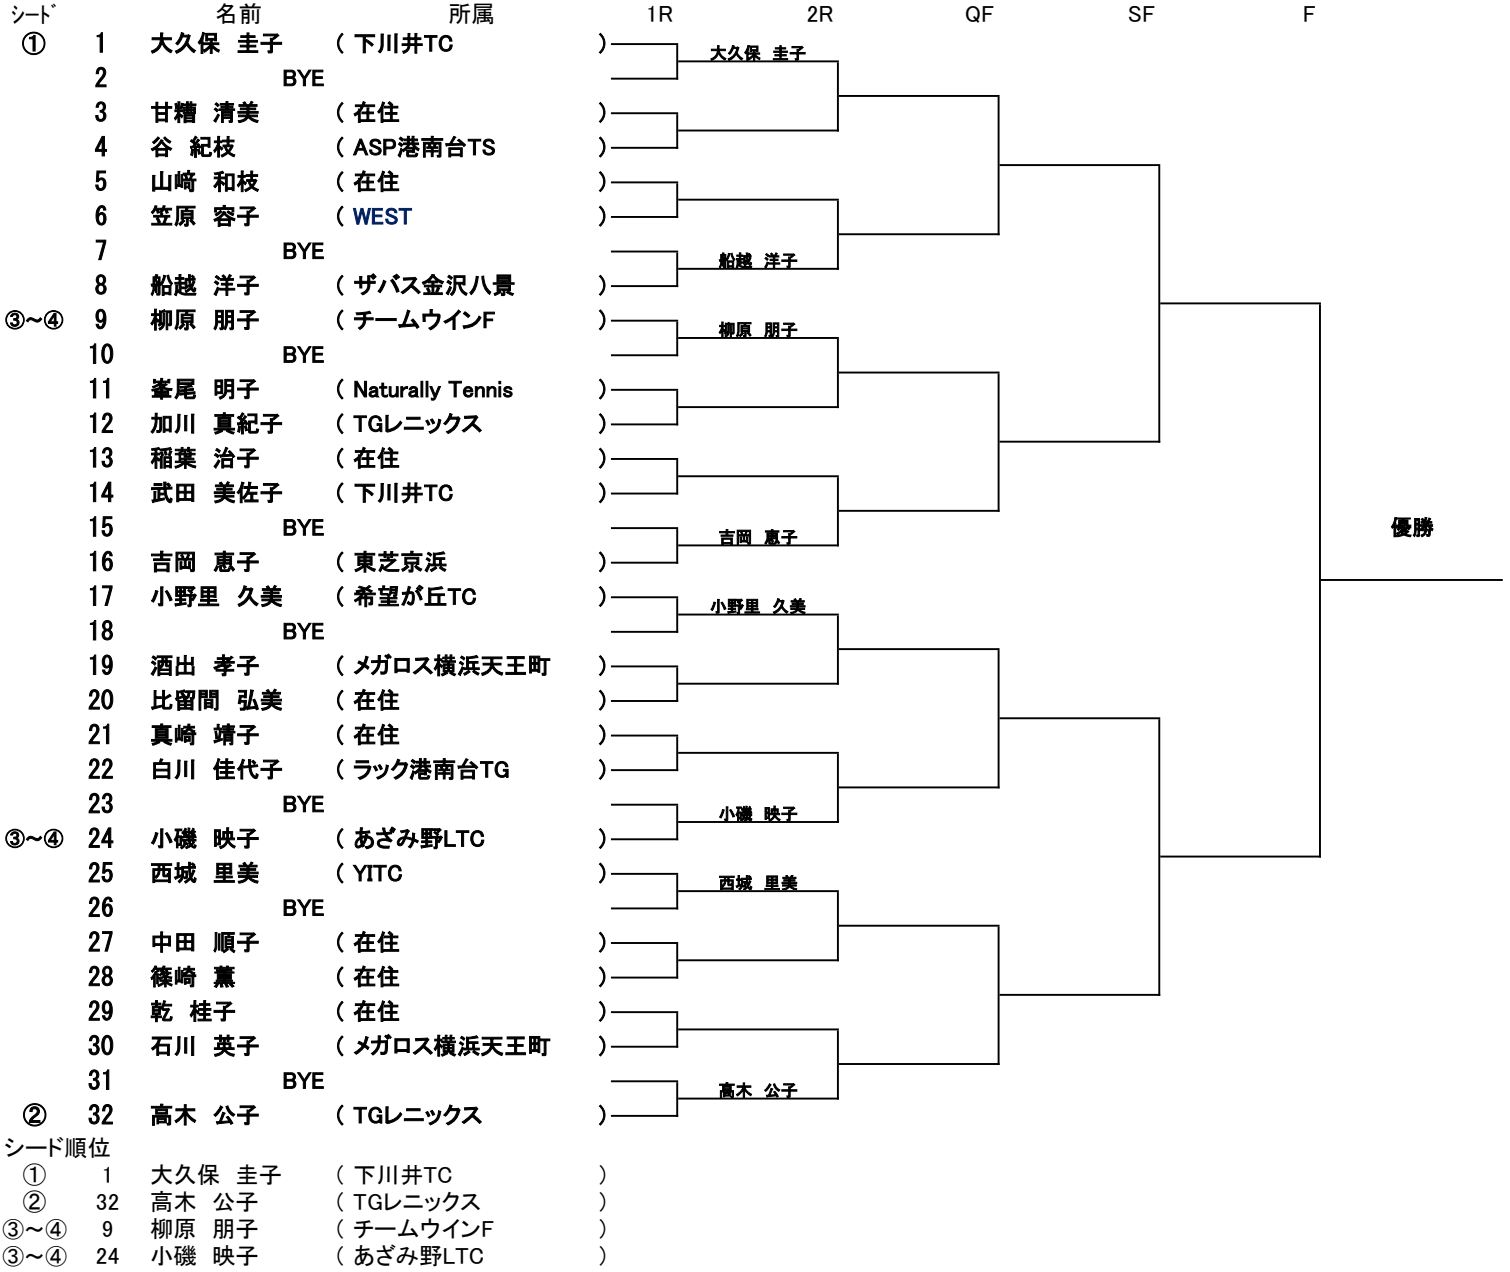 シード 名前 所属 1R 2R QF SF F
① 1 大久保 圭子 ( 下川井TC )
大久保 圭子
2 BYE
3 甘糟 清美 ( 在住 )
4 谷 紀枝 ( ASP港南台TS )
5 山﨑 和枝 ( 在住 )
6 笠原 容子 ( WEST )
7 BYE
船越 洋子
8 船越 洋子 ( ザバス金沢八景 )
③～④ 9 柳原 朋子 ( チームウインF )
柳原 朋子
10 BYE
11 峯尾 明子 ( Naturally Tennis )
12 加川 真紀子 ( TGレニックス )
13 稲葉 治子 ( 在住 )
14 武田 美佐子 ( 下川井TC )
15 BYE 優勝
吉岡 恵子
16 吉岡 恵子 ( 東芝京浜 )
17 小野里 久美 ( 希望が丘TC )
小野里 久美
18 BYE
19 酒出 孝子 ( メガロス横浜天王町 )
20 比留間 弘美 ( 在住 )
21 真崎 靖子 ( 在住 )
22 白川 佳代子 ( ラック港南台TG )
23 BYE
小磯 映子
③～④ 24 小磯 映子 ( あざみ野LTC )
25 西城 里美 ( YITC )
西城 里美
26 BYE
27 中田 順子 ( 在住 )
28 篠崎 薫 ( 在住 )
29 乾 桂子 ( 在住 )
30 石川 英子 ( メガロス横浜天王町 )
31 BYE
高木 公子
② 32 高木 公子 ( TGレニックス )
シード順位
① 1 大久保 圭子 ( 下川井TC )
② 32 高木 公子 ( TGレニックス )
③～④ 9 柳原 朋子 ( チームウインF )
③～④ 24 小磯 映子 ( あざみ野LTC )